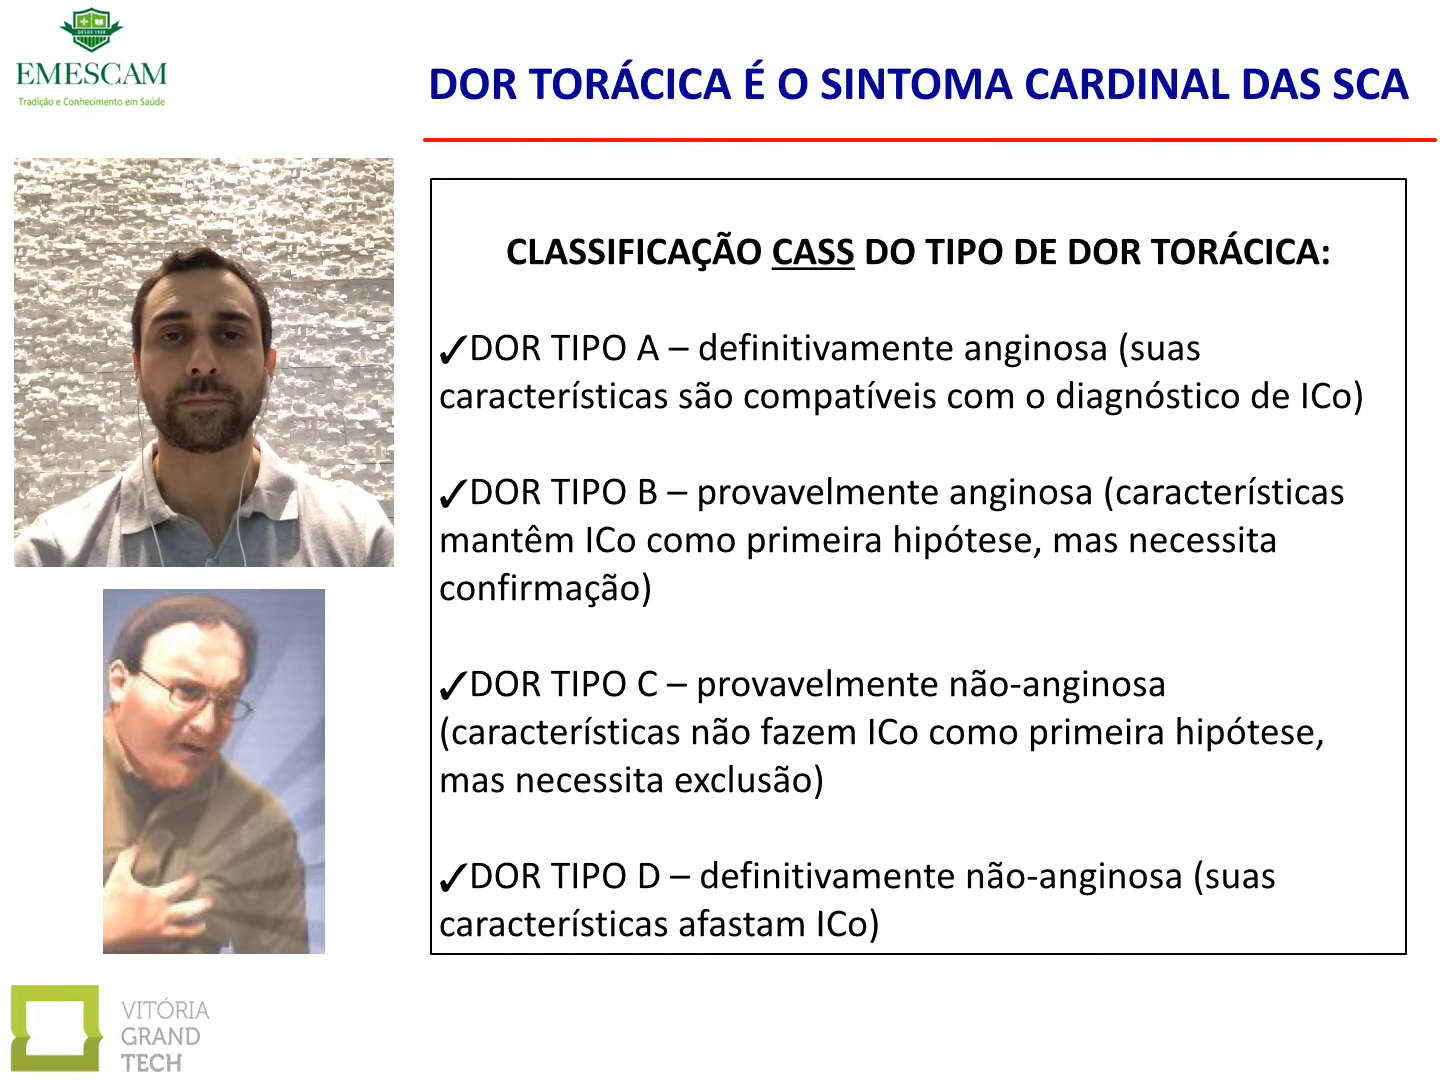 DESDE 1968
EMESCAM
Tradição e Conhecimento em Saúde
DOR TORÁCICA É O SINTOMA CARDINAL DAS SCA
CLASSIFICAÇÃO CASS DO TIPO DE DOR TORÁCICA:
✓DOR TIPO A – definitivamente anginosa (suas
características são compatíveis com o diagnóstico de ICo)
✓DOR TIPO B – provavelmente anginosa (características
mantêm ICo como primeira hipótese, mas necessita
confirmação)
✓DOR TIPO C – provavelmente não-anginosa
(características não fazem ICo como primeira hipótese,
mas necessita exclusão)
✓DOR TIPO D – definitivamente não-anginosa (suas
características afastam ICo)
VITÓRIA
GRAND
TECH